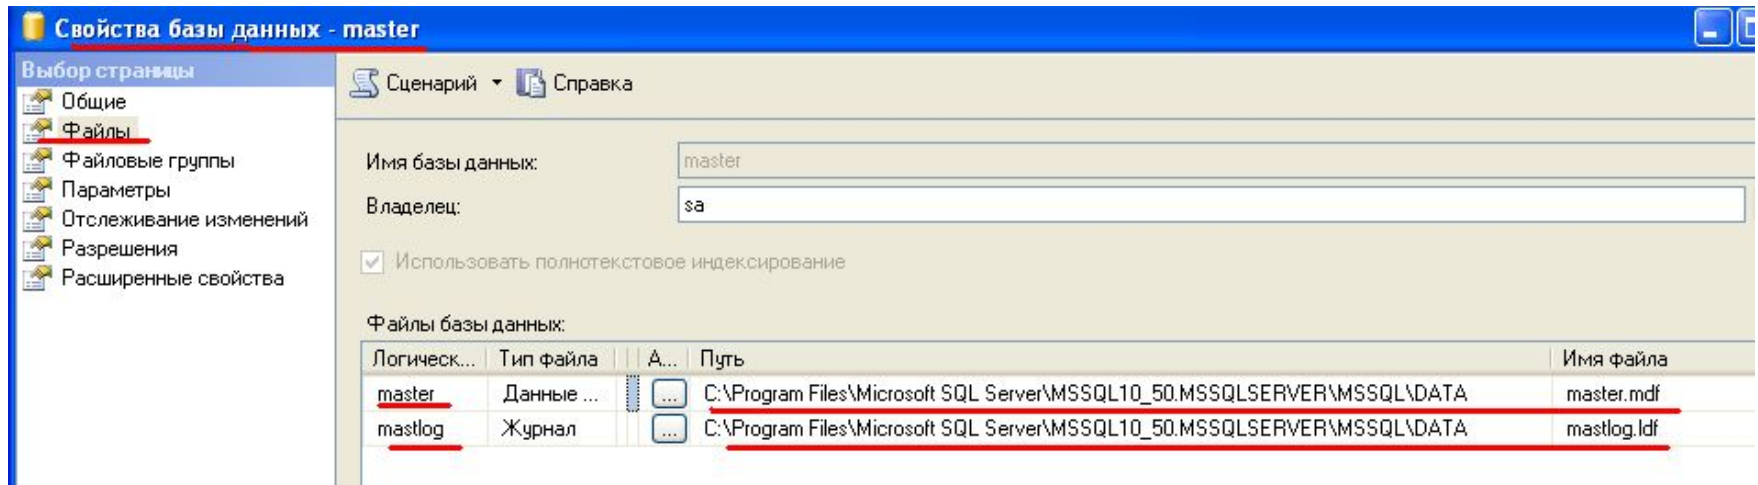 Свойства базы данных - master
Выбор страницы
Общие
Файлы
Файловые группы
Параметры
Отслеживание изменений
Разрешения
Расширенные свойства
Сценарий Справка
Имя базы данных: master
Владелец: sa
Использовать полнотекстовое индексирование
Файлы базы данных:
Логическ... Тип файла А... Путь Имя файла
master Данные ... ... C:\Program Files\Microsoft SQL Server\MSSQL10_50.MSSQLSERVER\MSSQL\DATA master.mdf
mastlog Журнал ... C:\Program Files\Microsoft SQL Server\MSSQL10_50.MSSQLSERVER\MSSQL\DATA mastlog.ldf